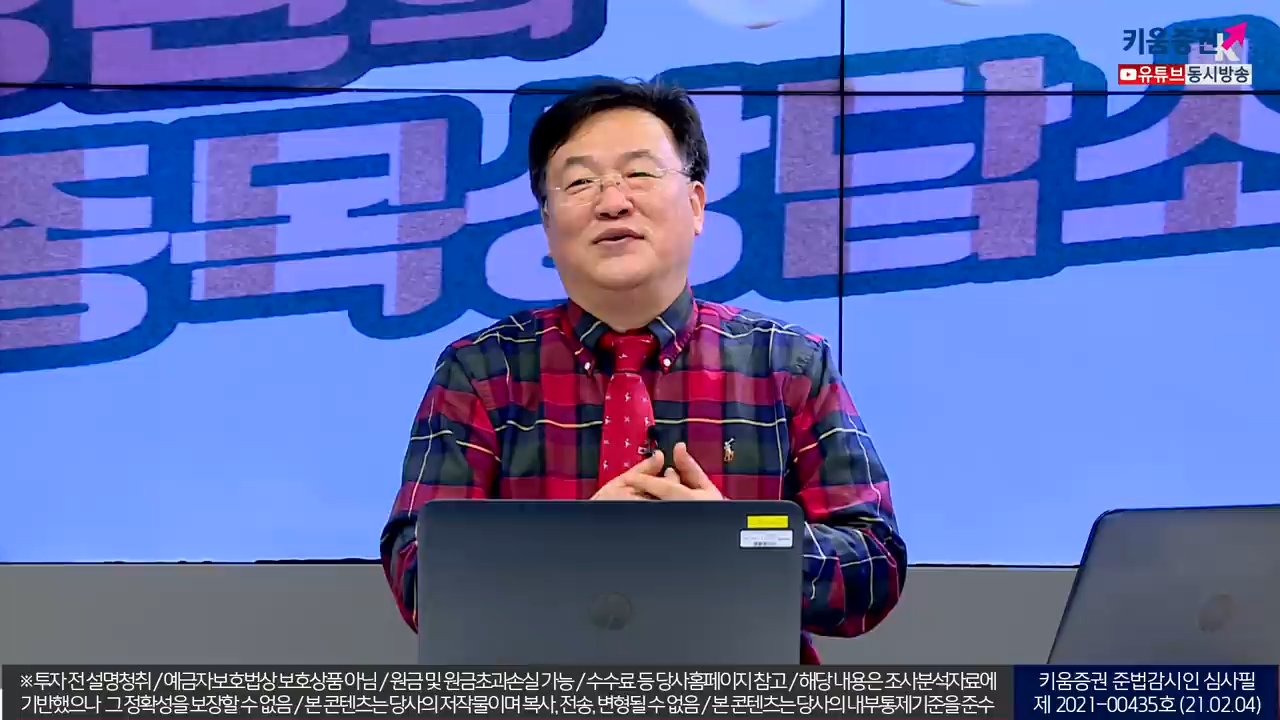 키움증권
유튜브동시방송
종목상담소
※ 투자 전 설명청취 / 예금자보호법상 보호상품 아님 / 원금 및 원금초과손실 가능 / 수수료 등 당사홈페이지 참고 / 해당 내용은 조사분석자료에
기반했으나 그 정확성을 보장할 수 없음 / 본 콘텐츠는 당사의 저작물이며 복사, 전송, 변형될 수 없음 / 본 콘텐츠는 당사의 내부통제기준을 준수
키움증권 준법감시인 심사필
제 2021-00435호 (21.02.04)